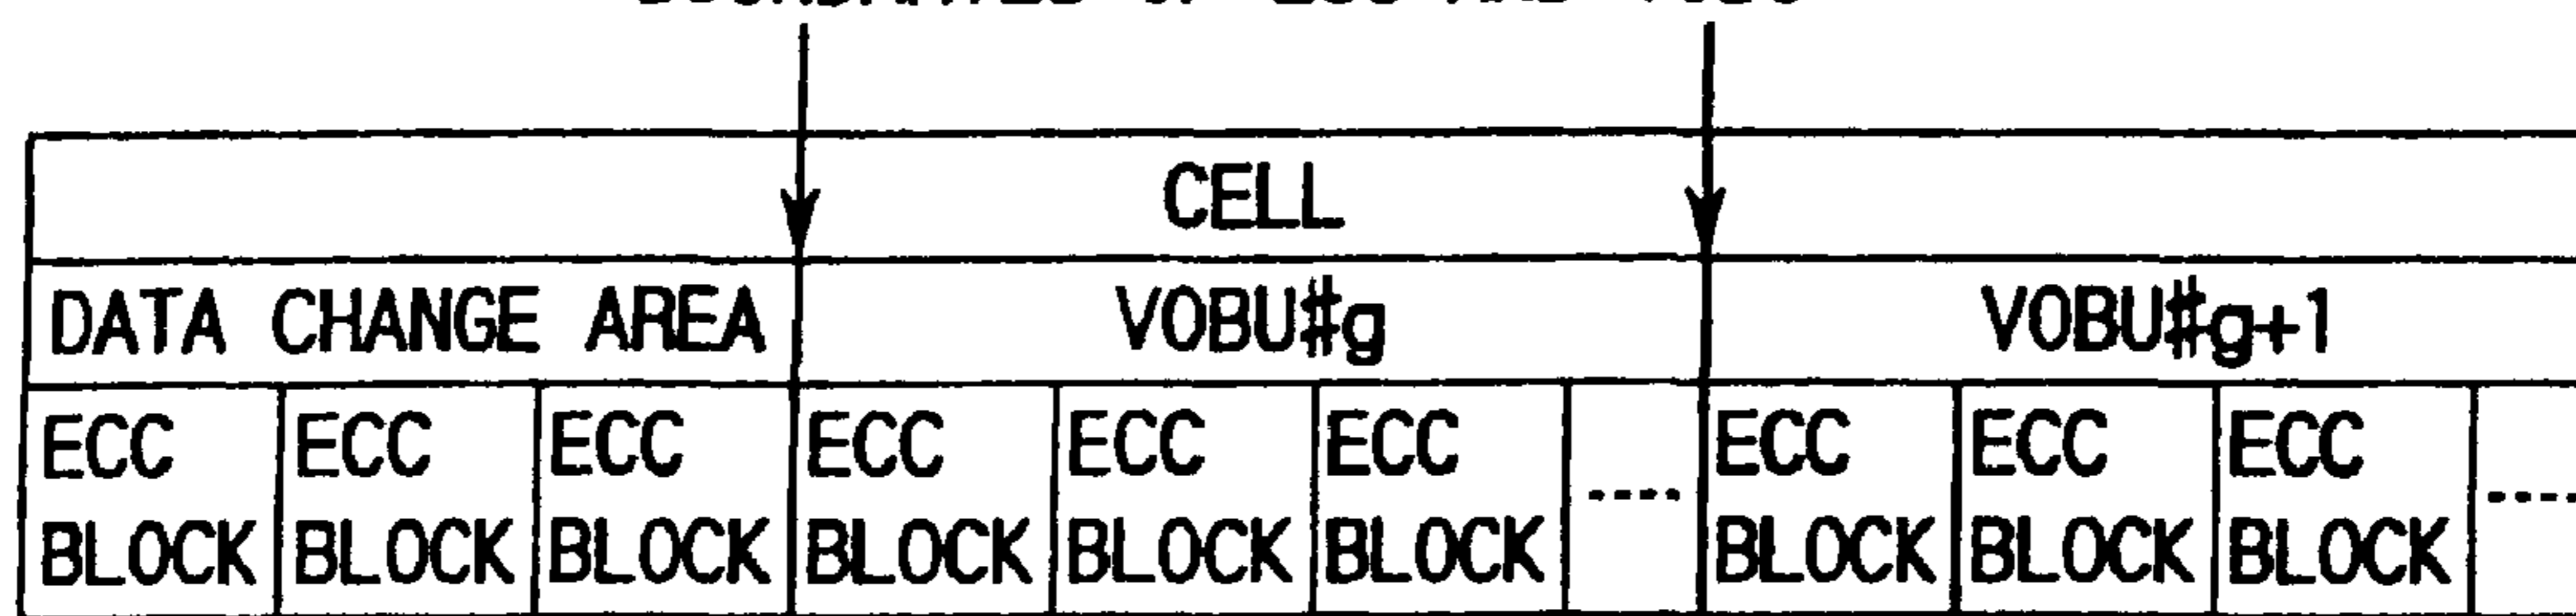 CELL
DATA CHANGE AREA VOBU#g VOBU#g+1
ECC ECC ECC ECC ECC ECC ECC ECC ECC
BLOCK BLOCK BLOCK BLOCK BLOCK BLOCK ..... BLOCK BLOCK BLOCK ....